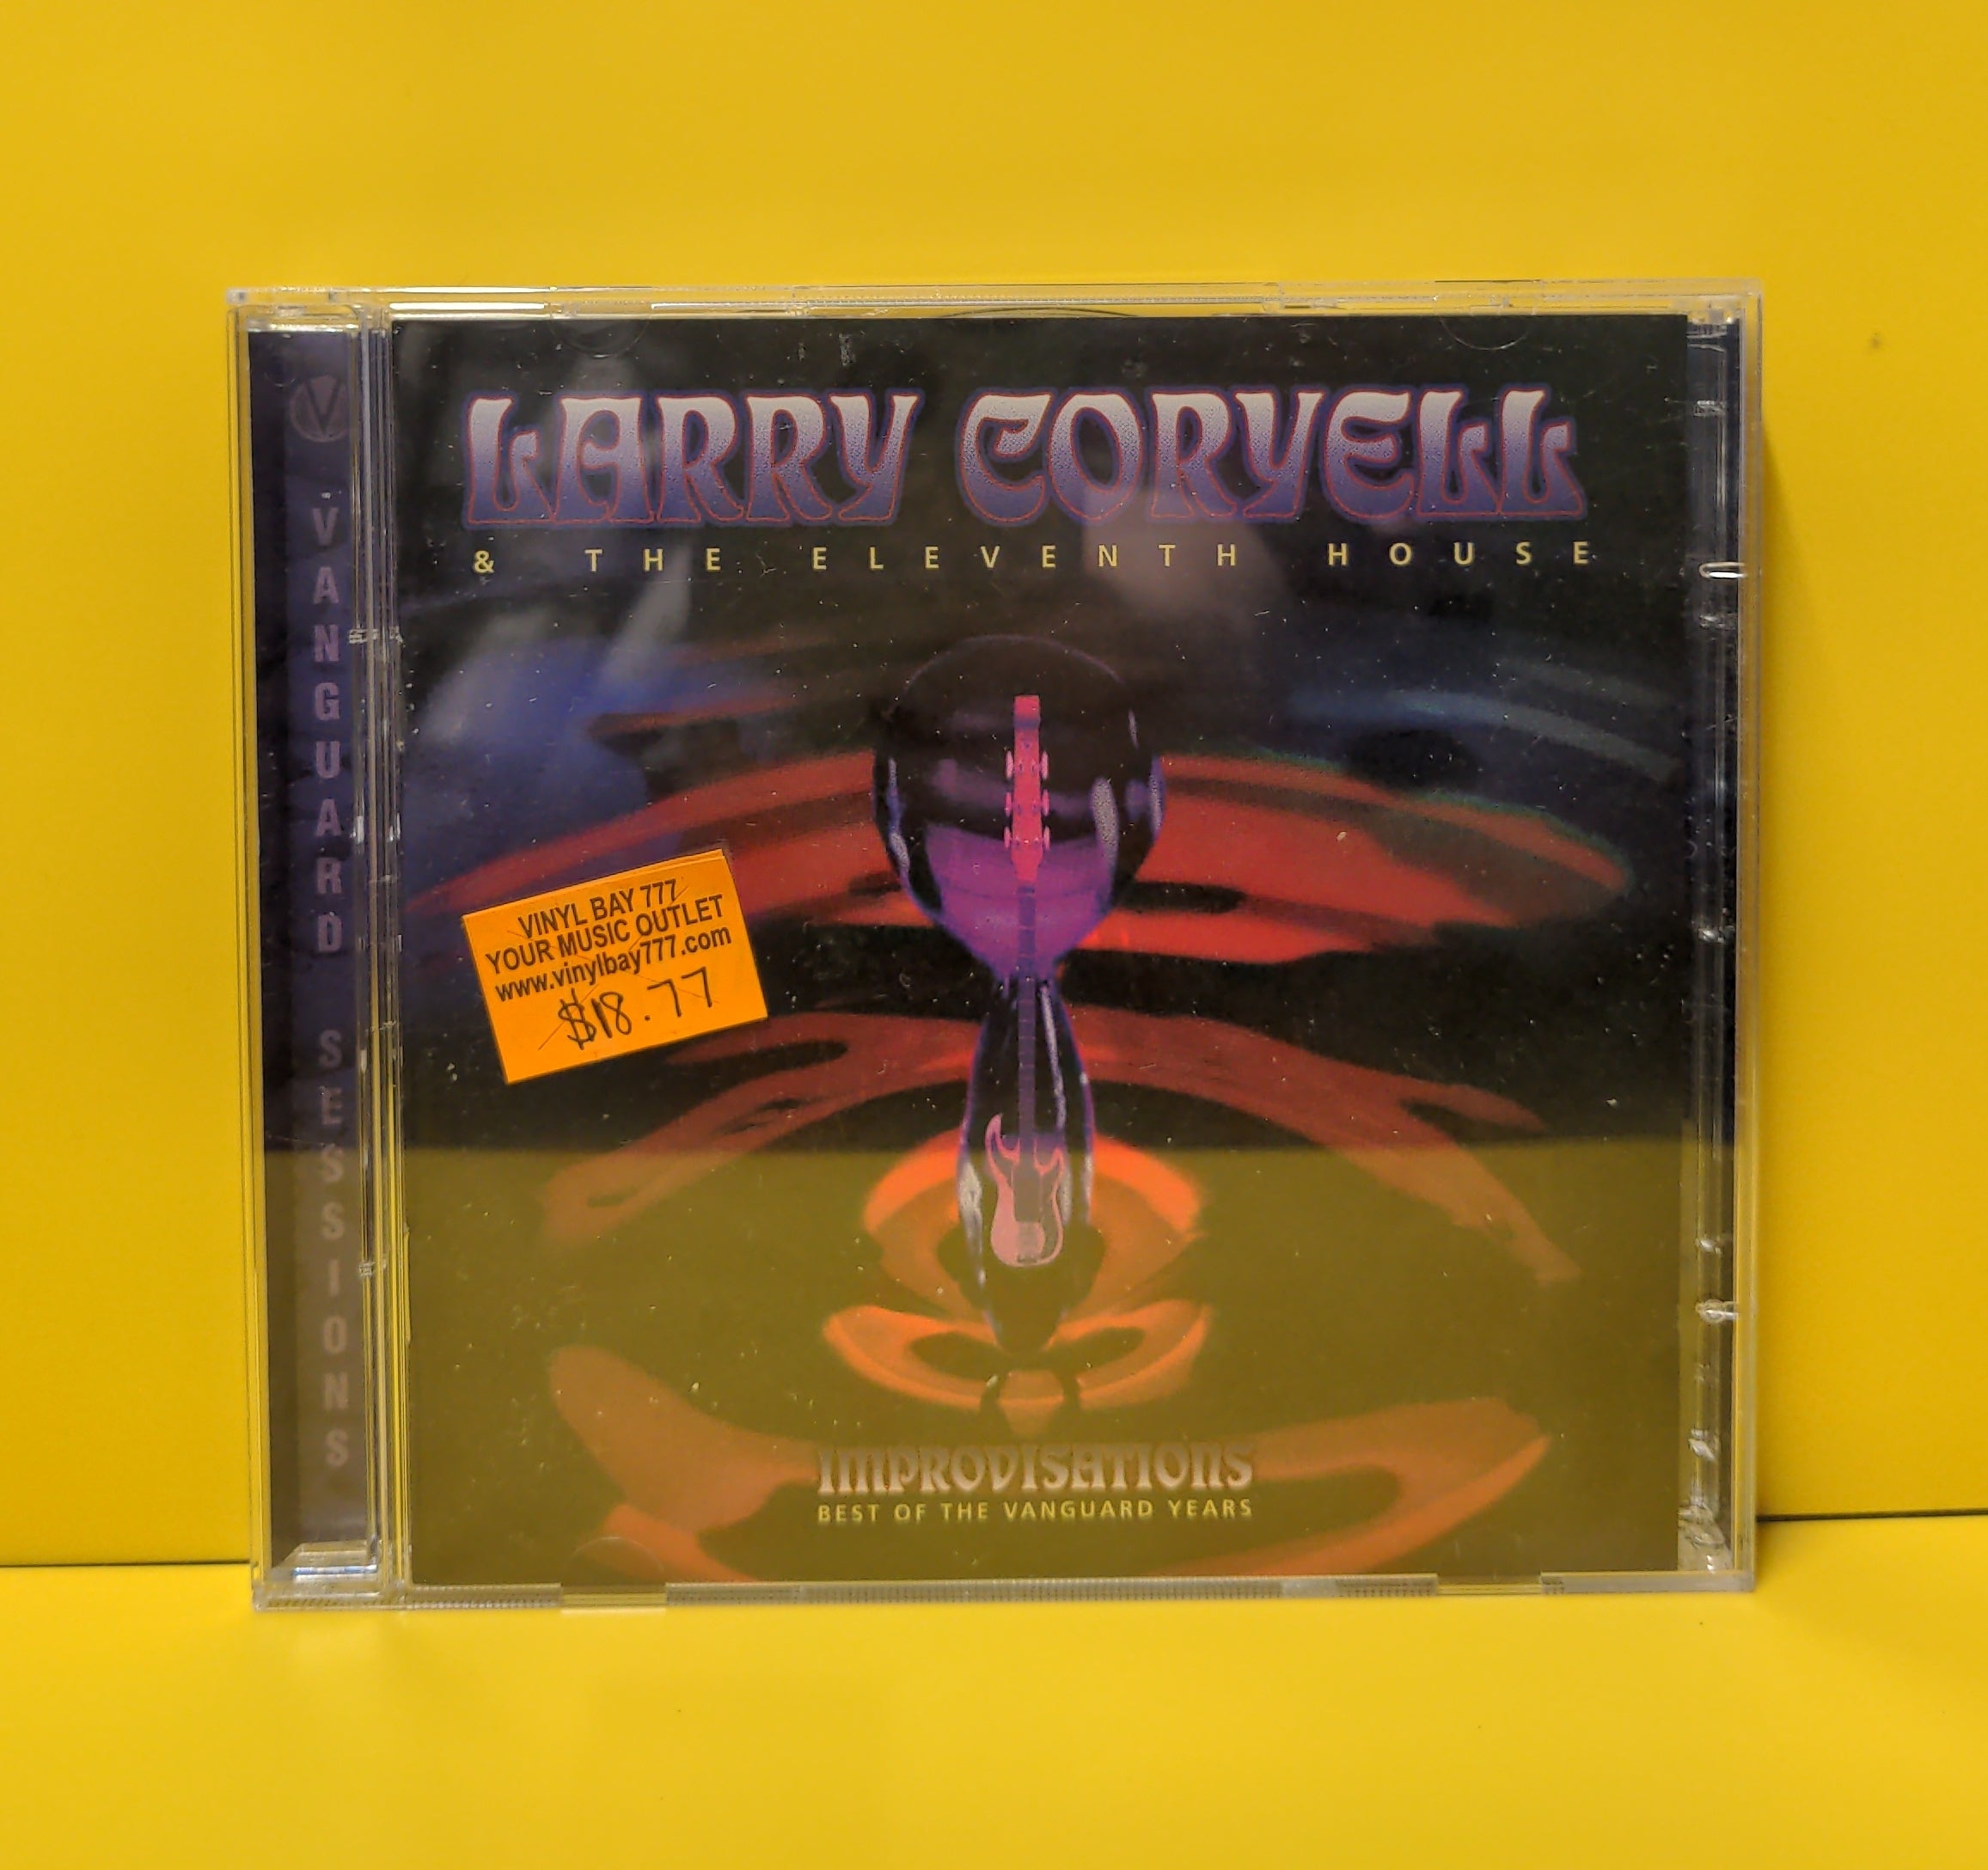 LARRY CORYELL
& THE ELEVENTH HOUSE
V
VANGUARD SESSIONS
VINYL BAY 777
YOUR MUSIC OUTLET
www.vinylbay777.com
$18.77
IMPROVISATIONS
BEST OF THE VANGUARD YEARS